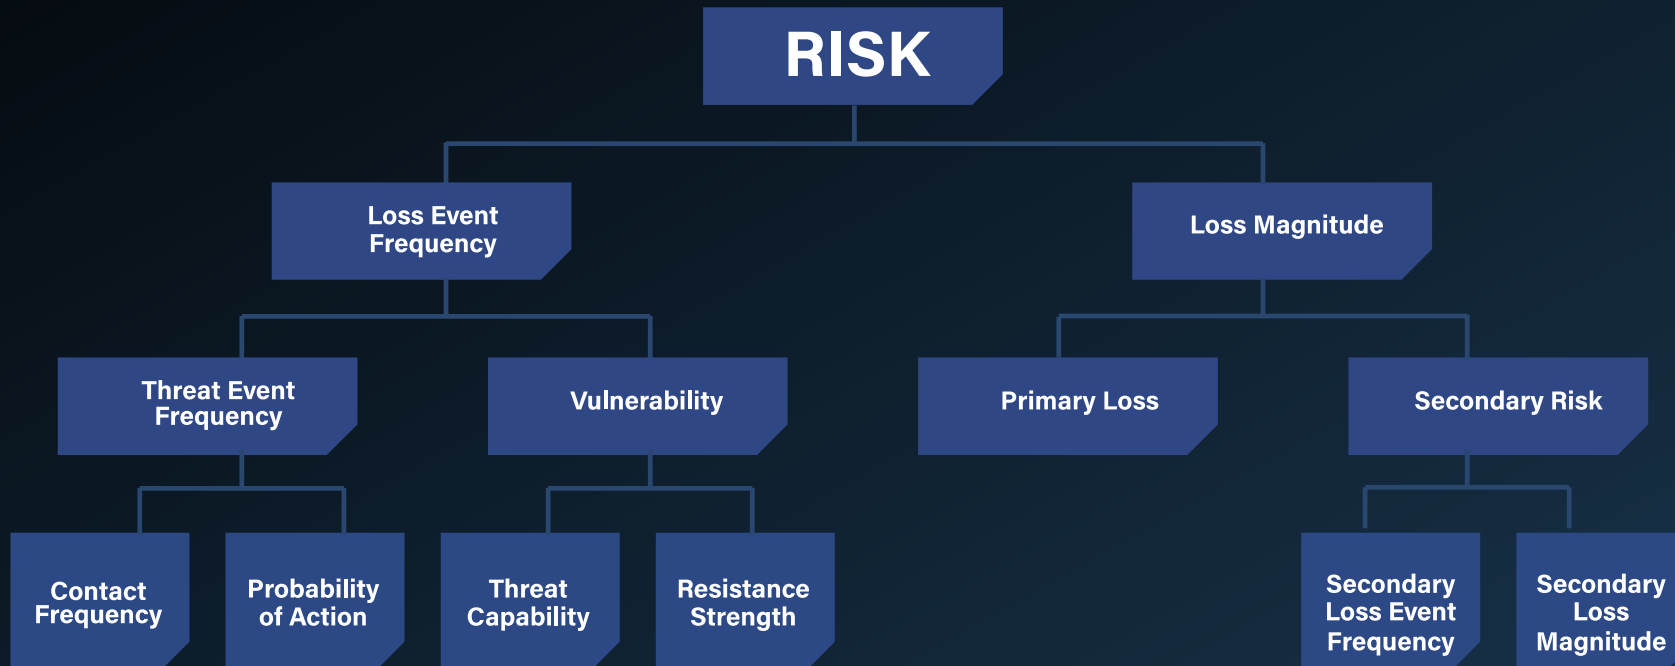 RISK
Loss Event
Frequency
Loss Magnitude
Threat Event
Frequency
Vulnerability
Primary Loss
Secondary Risk
Contact
Frequency
Probability
of Action
Threat
Capability
Resistance
Strength
Secondary
Loss Event
Frequency
Secondary
Loss
Magnitude